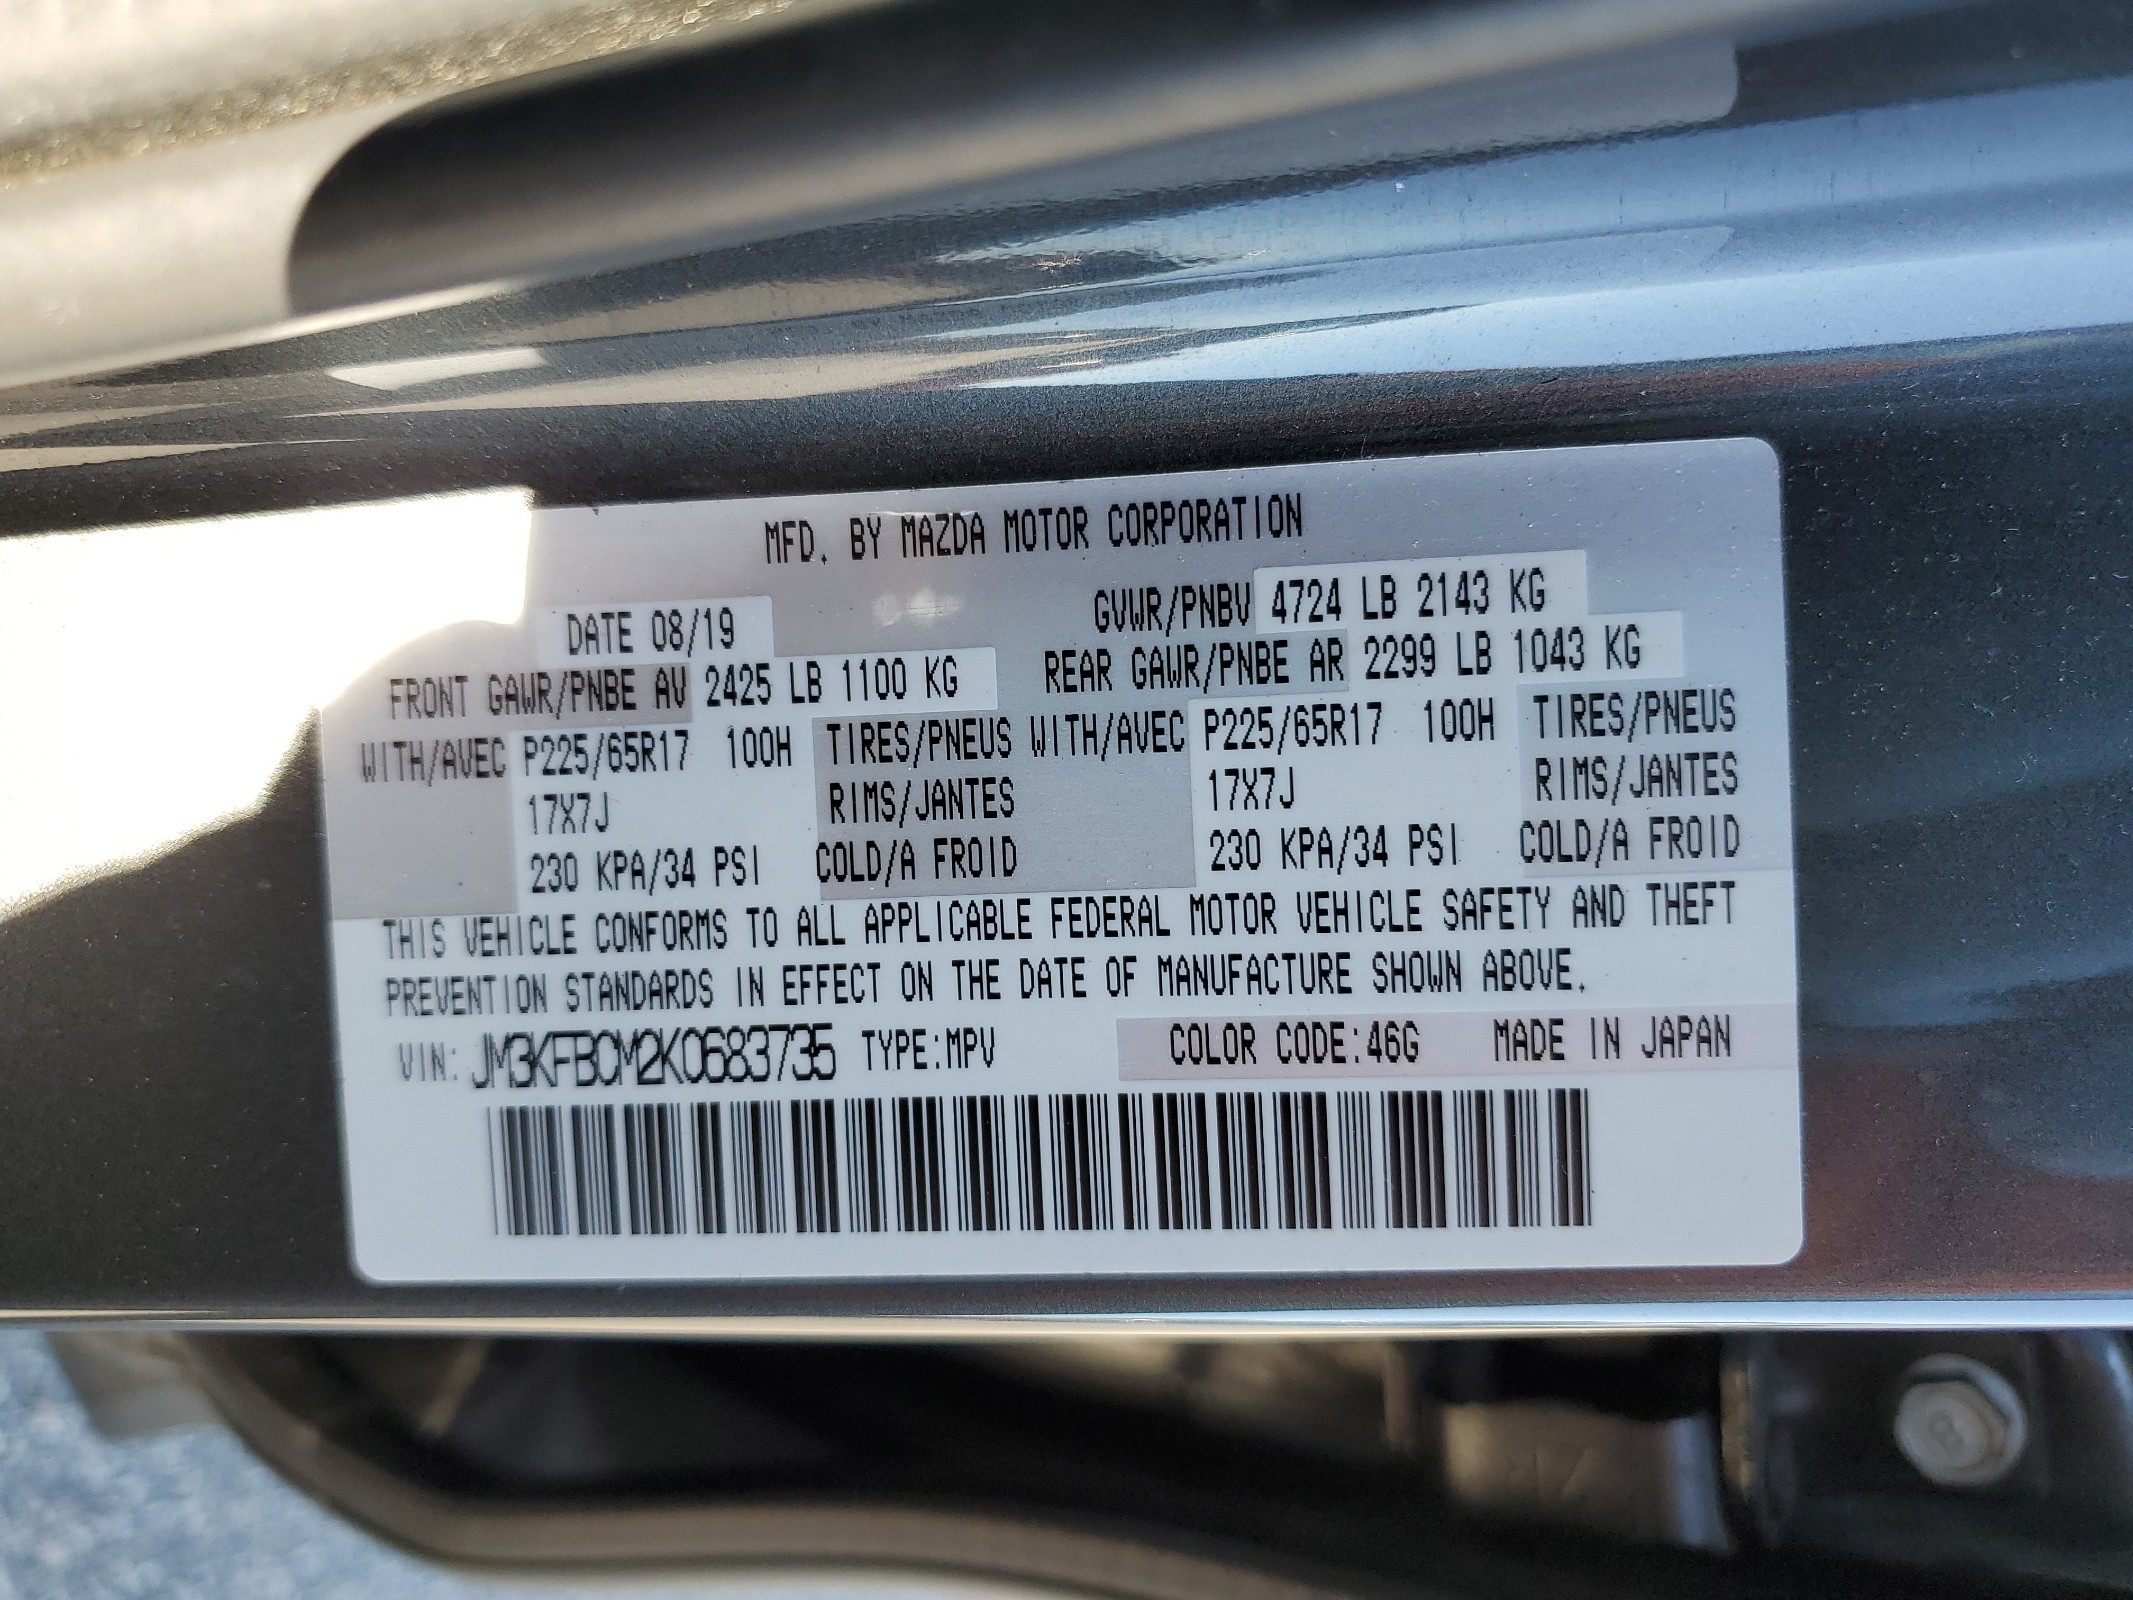 MFD. BY MAZDA MOTOR CORPORATION
DATE 08/19 GVWR/PNBV 4724 LB 2143 KG
FRONT GAWR/PNBE AV 2425 LB 1100 KG REAR GAWR/PNBE AR 2299 LB 1043 KG
WITH/AVEC P225/65R17 100H TIRES/PNEUS WITH/AVEC P225/65R17 100H TIRES/PNEUS
17X7J RIMS/JANTES 17X7J RIMS/JANTES
230 KPA/34 PSI COLD/A FROID 230 KPA/34 PSI COLD/A FROID
THIS VEHICLE CONFORMS TO ALL APPLICABLE FEDERAL MOTOR VEHICLE SAFETY AND THEFT
PREVENTION STANDARDS IN EFFECT ON THE DATE OF MANUFACTURE SHOWN ABOVE.
VIN: JM3KFBCM2K0683735 TYPE:MPV COLOR CODE:46G MADE IN JAPAN
8